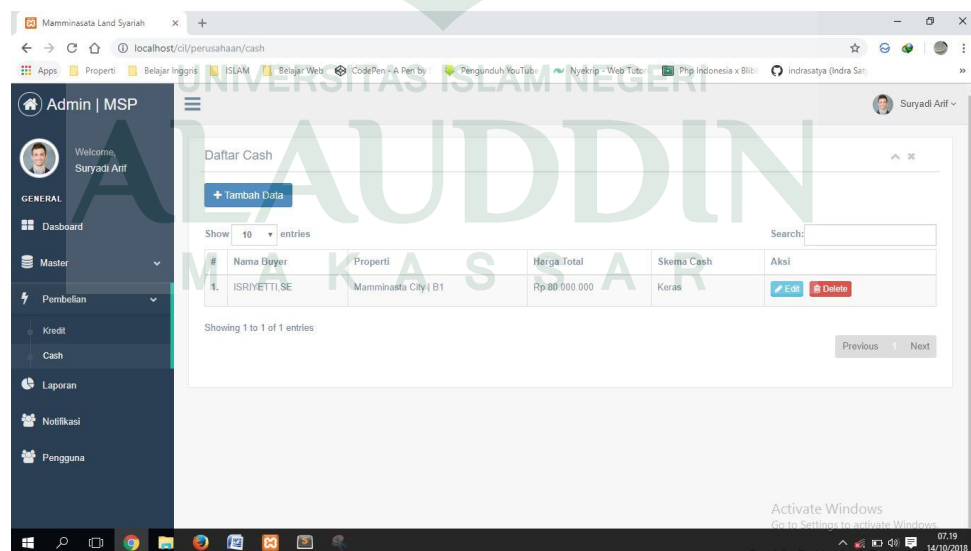 Mamminasata Land Syariah
localhost/cil/perusahaan/cash
Apps Properti Belajar Inggris ISLAM Belajar Web CodePen - A Pen by Pengunduh YouTube Nyekrip - Web Tuto Php Indonesia x Blib indrasatya (Indra Sat
UNIVERSITAS ISLAM NEGERI
ALAUDDIN
MAKASSAR
Admin | MSP
Suryadi Arif
Welcome,
Suryadi Arif
GENERAL
Dasboard
Master
Pembelian
Kredit
Cash
Laporan
Notifikasi
Pengguna
Daftar Cash
+ Tambah Data
Show 10 entries
Search:
# Nama Buyer Properti Harga Total Skema Cash Aksi
1. ISRIYETTI,SE Mamminasta City | B1 Rp.80.000.000 Keras Edit Delete
Showing 1 to 1 of 1 entries
Previous 1 Next
Activate Windows
Go to Settings to activate Windows.
07.19
14/10/2018